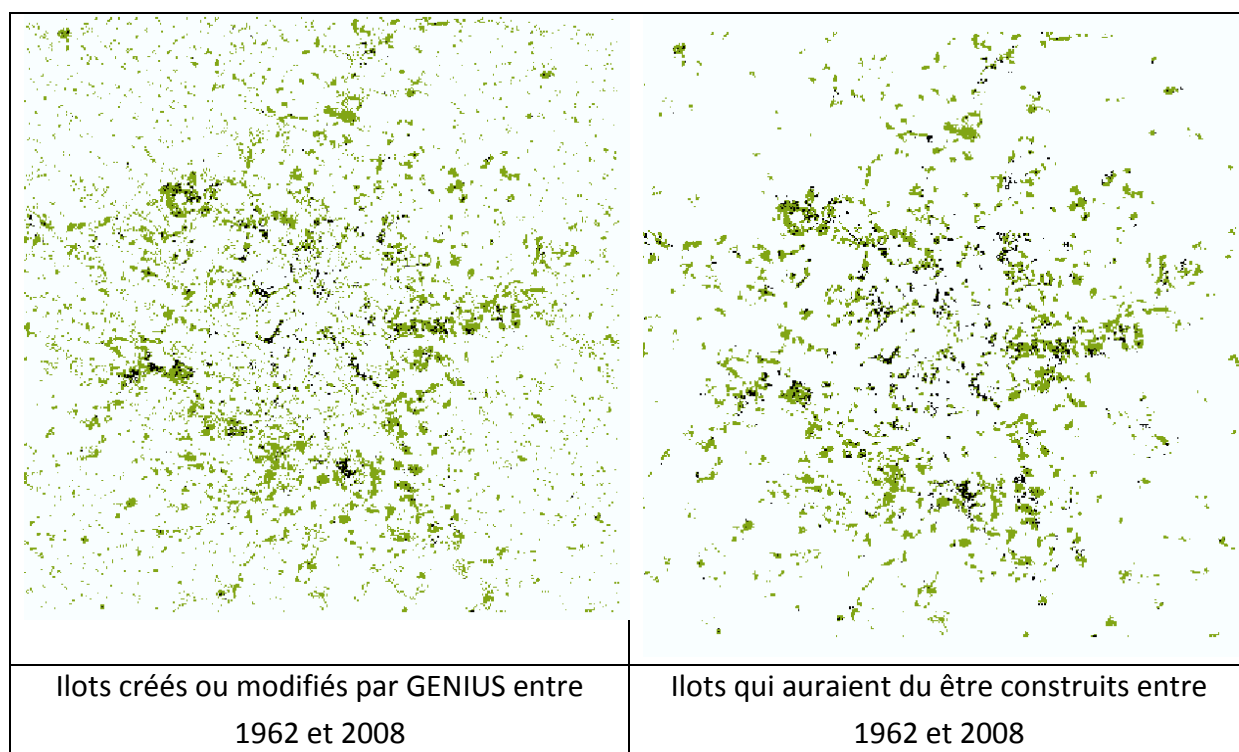 Ilots créés ou modifiés par GENIUS entre
1962 et 2008
Ilots qui auraient du être construits entre
1962 et 2008